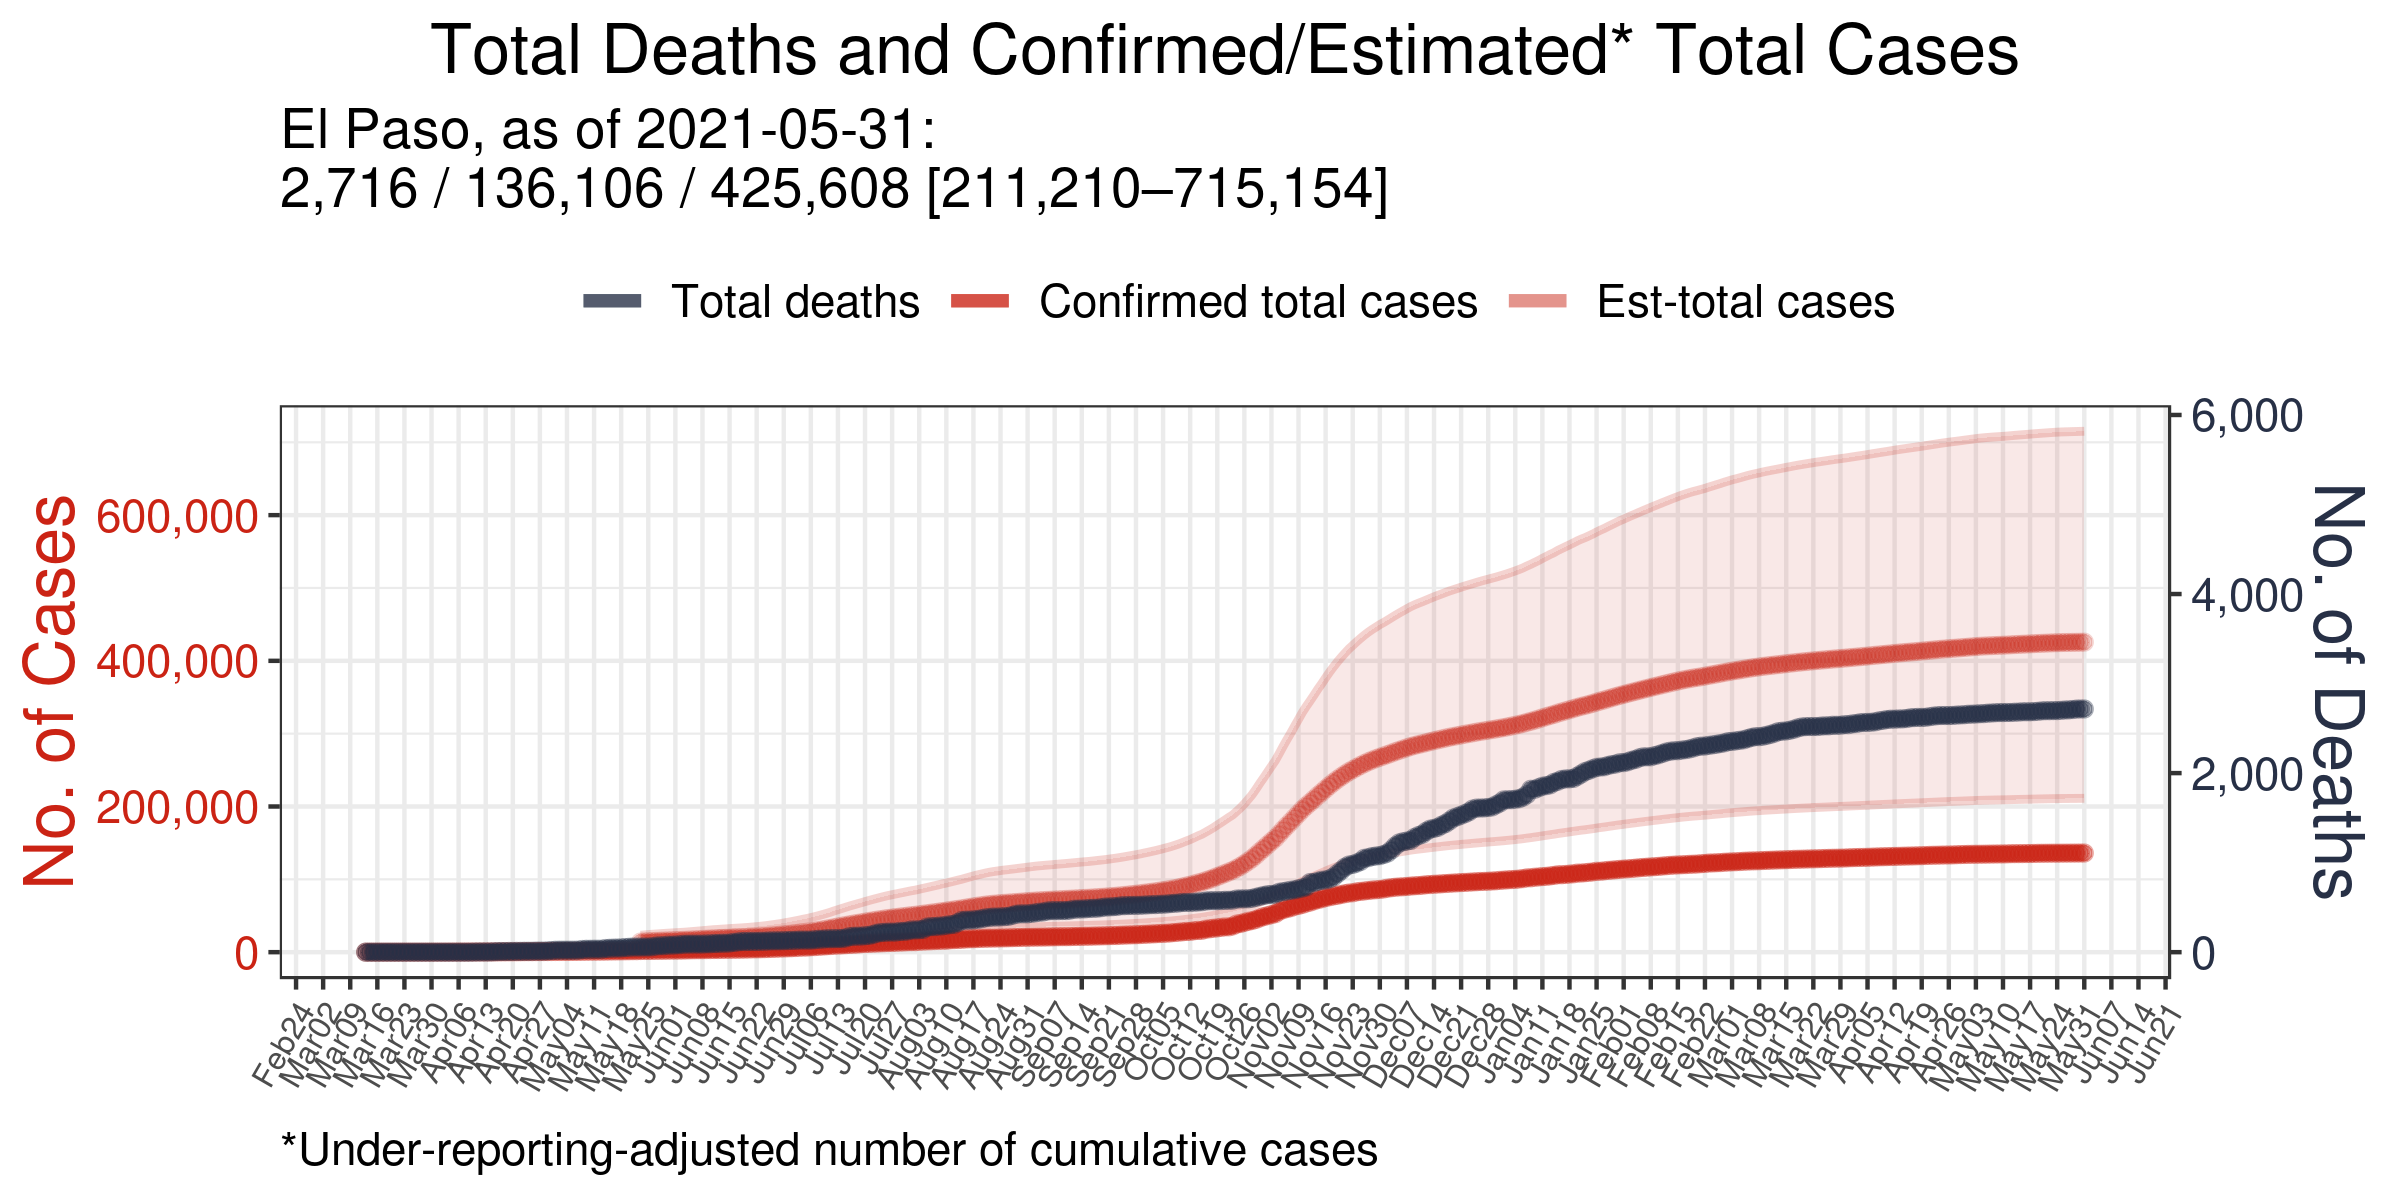 Total Deaths and Confirmed/Estimated* Total Cases
El Paso, as of 2021-05-31:
2,716 / 136,106 / 425,608 [211,210–715,154]
Total deaths Confirmed total cases Est-total cases
No. of Cases
600,000
400,000
200,000
0
6,000
4,000
2,000
0
No. of Deaths
Feb24
Mar02
Mar09
Mar16
Mar23
Mar30
Apr06
Apr13
Apr20
Apr27
May04
May11
May18
May25
Jun01
Jun08
Jun15
Jun22
Jun29
Jul06
Jul13
Jul20
Jul27
Aug03
Aug10
Aug17
Aug24
Aug31
Sep07
Sep14
Sep21
Sep28
Oct05
Oct12
Oct19
Oct26
Nov02
Nov09
Nov16
Nov23
Nov30
Dec07
Dec14
Dec21
Dec28
Jan04
Jan11
Jan18
Jan25
Feb01
Feb08
Feb15
Feb22
Mar01
Mar08
Mar15
Mar22
Mar29
Apr05
Apr12
Apr19
Apr26
May03
May10
May17
May24
May31
Jun07
Jun14
Jun21
*Under-reporting-adjusted number of cumulative cases